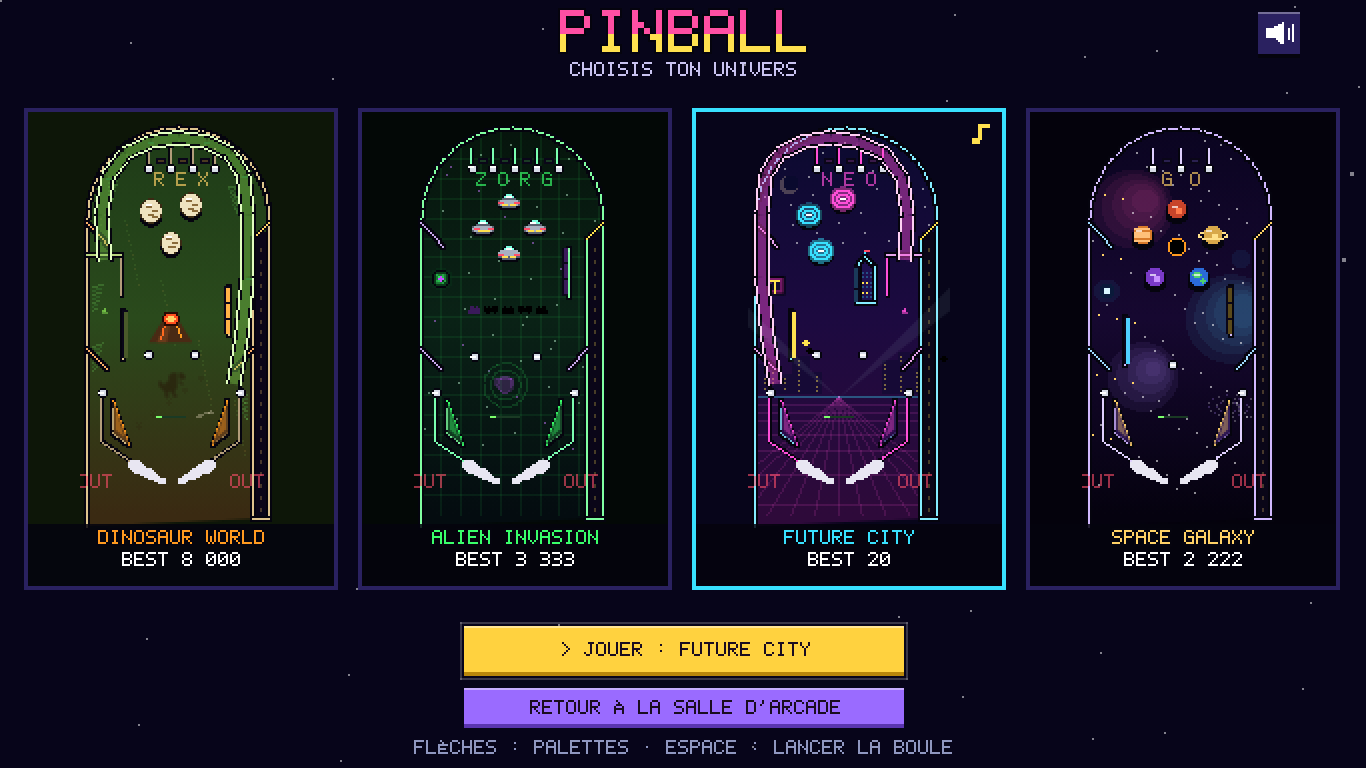 PINBALL
CHOISIS TON UNIVERS
REX
ZORG
NEO
GO
T
OUT OUT
OUT OUT
OUT OUT
OUT OUT
DINOSAUR WORLD
BEST 8 000
ALIEN INVASION
BEST 3 333
FUTURE CITY
BEST 20
SPACE GALAXY
BEST 2 222
> JOUER : FUTURE CITY
RETOUR à LA SALLE D'ARCADE
FLèCHES : PALETTES · ESPACE : LANCER LA BOULE